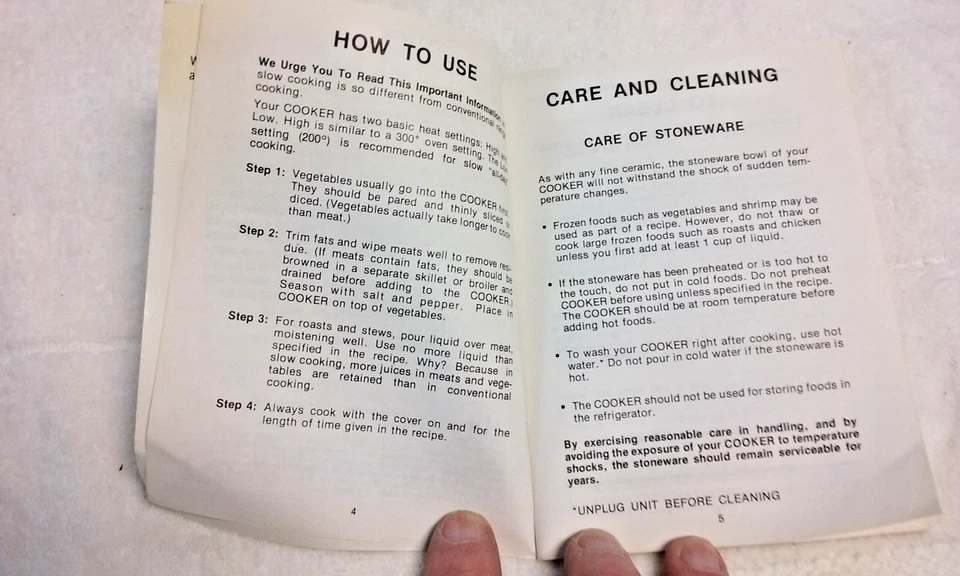 W
a
HOW TO USE
We Urge You To Read This Important Information
slow cooking is so different from conventional
cooking.
Your COOKER has two basic heat settings: High
Low. High is similar to a 300° oven setting. The Low
setting (200°) is recommended for slow "all-day"
cooking.
Step 1: Vegetables usually go into the COOKER first.
They should be pared and thinly sliced or
diced. (Vegetables actually take longer to cook
than meat.)
Step 2: Trim fats and wipe meats well to remove resi-
due. (If meats contain fats, they should be
browned in a separate skillet or broiler and
drained before adding to the COOKER.)
Season with salt and pepper. Place in
COOKER on top of vegetables.
Step 3: For roasts and stews, pour liquid over meat,
moistening well. Use no more liquid than
specified in the recipe. Why? Because in
slow cooking, more juices in meats and vege-
tables are retained than in conventional
cooking.
Step 4: Always cook with the cover on and for the
length of time given in the recipe.
4
CARE AND CLEANING
CARE OF STONEWARE
As with any fine ceramic, the stoneware bowl of your
COOKER will not withstand the shock of sudden tem-
perature changes.
• Frozen foods such as vegetables and shrimp may be
used as part of a recipe. However, do not thaw or
cook large frozen foods such as roasts and chicken
unless you first add at least 1 cup of liquid.
• If the stoneware has been preheated or is too hot to
the touch, do not put in cold foods. Do not preheat
COOKER before using unless specified in the recipe.
The COOKER should be at room temperature before
adding hot foods.
• To wash your COOKER right after cooking, use hot
water.* Do not pour in cold water if the stoneware is
hot.
• The COOKER should not be used for storing foods in
the refrigerator.
By exercising reasonable care in handling, and by
avoiding the exposure of your COOKER to temperature
shocks, the stoneware should remain serviceable for
years.
*UNPLUG UNIT BEFORE CLEANING
5